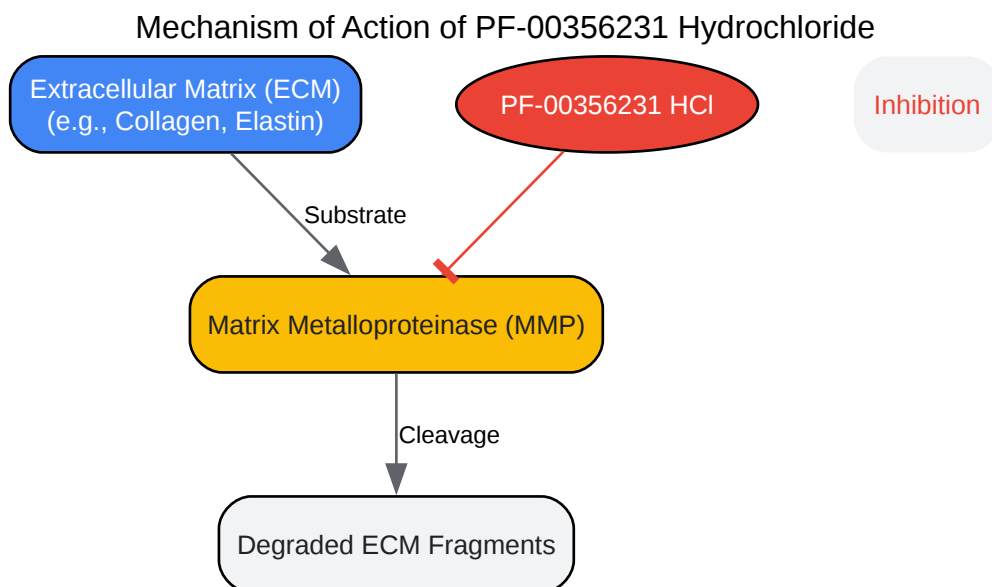 Mechanism of Action of PF-00356231 Hydrochloride
Extracellular Matrix (ECM)
(e.g., Collagen, Elastin)
PF-00356231 HCl
Inhibition
Substrate
Matrix Metalloproteinase (MMP)
Cleavage
Degraded ECM Fragments